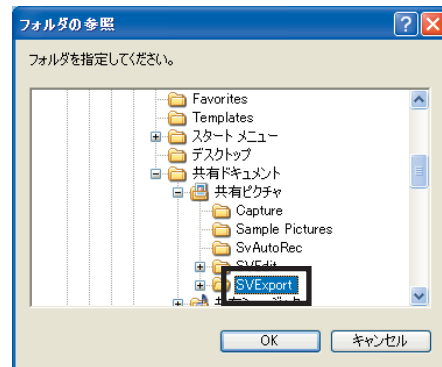 フォルダの参照
フォルダを指定してください。
Favorites
Templates
スタート メニュー
デスクトップ
共有ドキュメント
共有ピクチャ
Capture
Sample Pictures
SvAutoRec
SVEdit
SVExport
OK
キャンセル